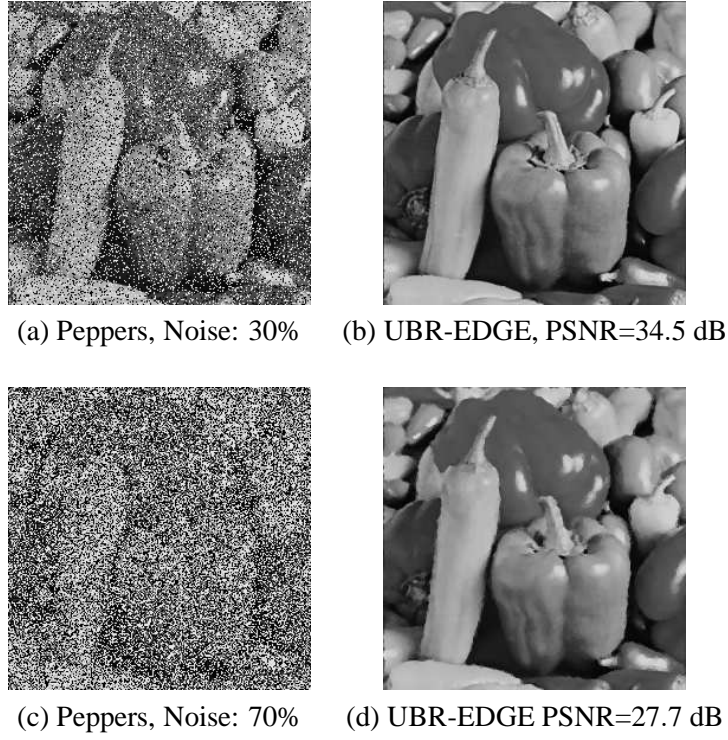 (a) Peppers, Noise: 30%
(b) UBR-EDGE, PSNR=34.5 dB
(c) Peppers, Noise: 70%
(d) UBR-EDGE PSNR=27.7 dB